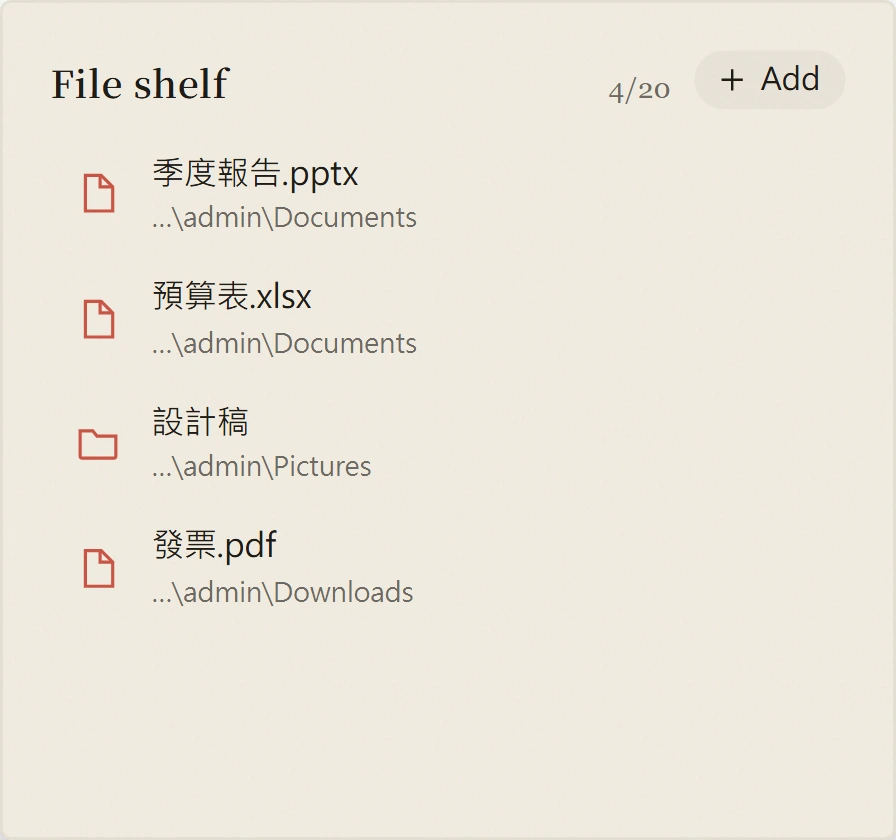 File shelf
4/20
+ Add
季度報告.pptx
...\admin\Documents
預算表.xlsx
...\admin\Documents
設計稿
...\admin\Pictures
發票.pdf
...\admin\Downloads